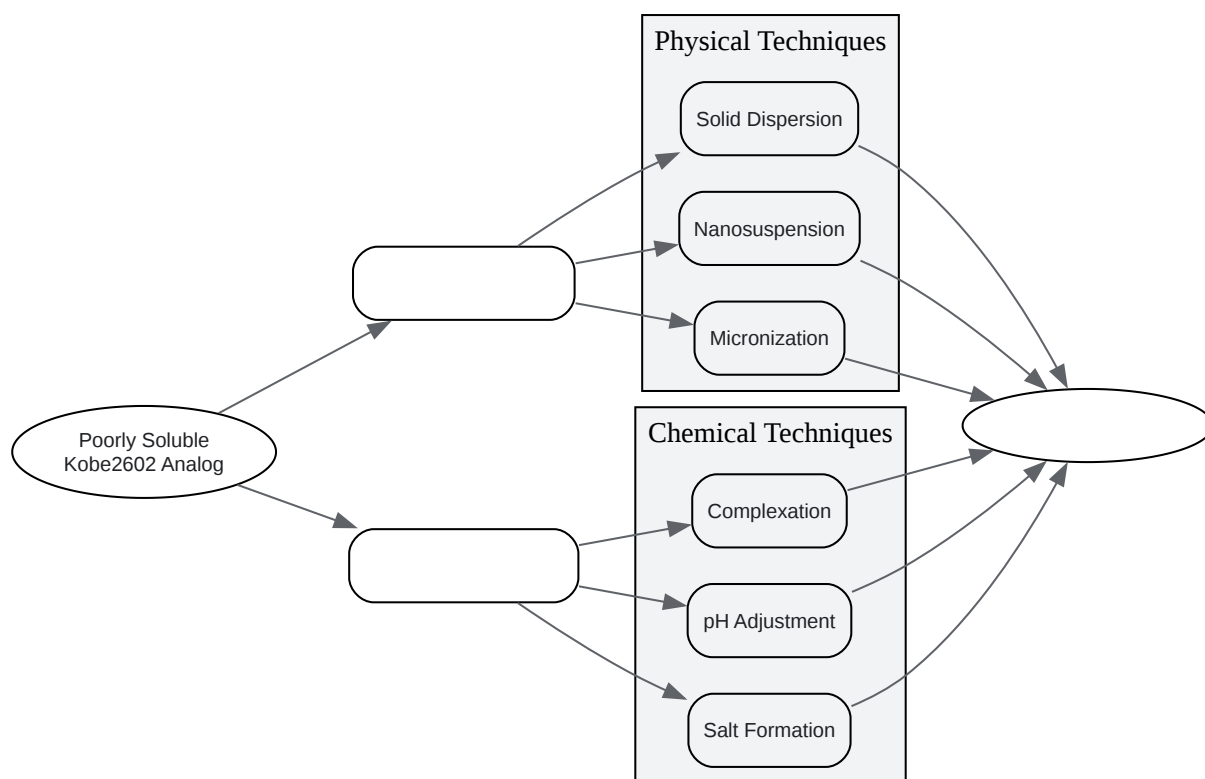 Physical Techniques
Solid Dispersion
Nanosuspension
Micronization
Poorly Soluble
Kobe2602 Analog
Chemical Techniques
Complexation
pH Adjustment
Salt Formation